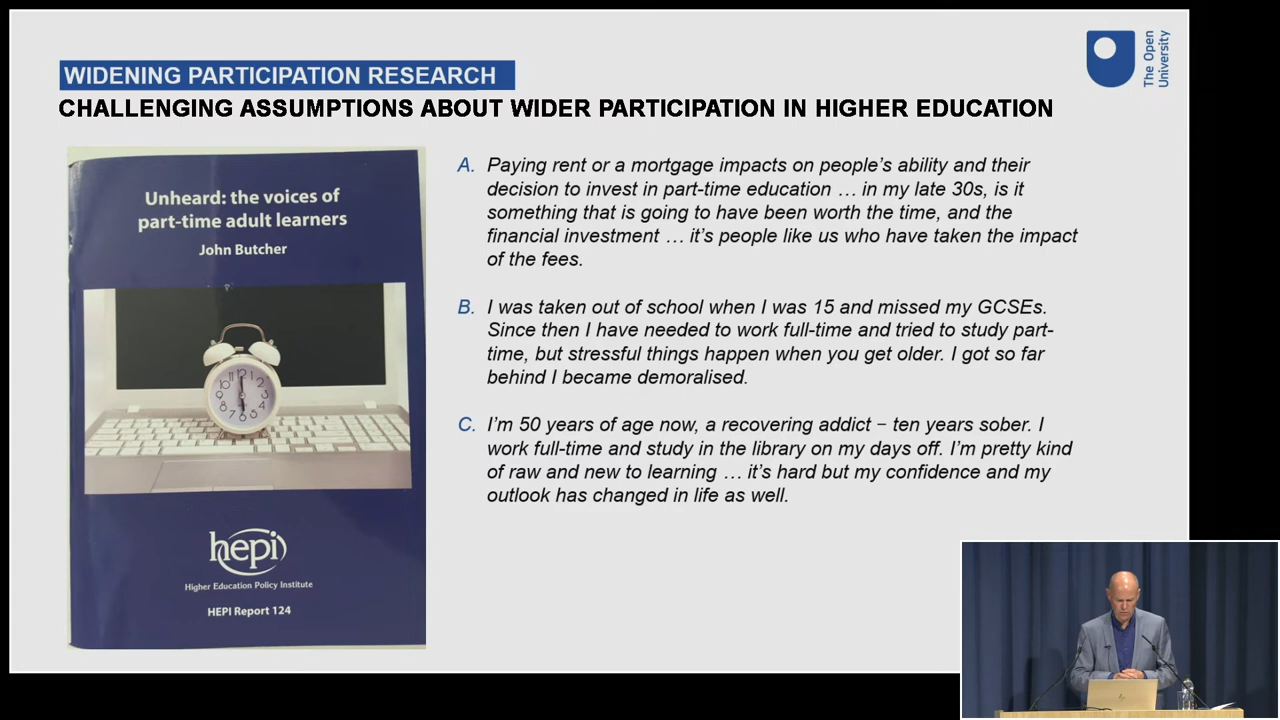 WIDENING PARTICIPATION RESEARCH
CHALLENGING ASSUMPTIONS ABOUT WIDER PARTICIPATION IN HIGHER EDUCATION
The Open
University
Unheard: the voices of
part-time adult learners
John Butcher
hepi
Higher Education Policy Institute
HEPI Report 124
A. Paying rent or a mortgage impacts on people's ability and their
decision to invest in part-time education … in my late 30s, is it
something that is going to have been worth the time, and the
financial investment … it's people like us who have taken the impact
of the fees.
B. I was taken out of school when I was 15 and missed my GCSEs.
Since then I have needed to work full-time and tried to study part-
time, but stressful things happen when you get older. I got so far
behind I became demoralised.
C. I'm 50 years of age now, a recovering addict – ten years sober. I
work full-time and study in the library on my days off. I'm pretty kind
of raw and new to learning … it's hard but my confidence and my
outlook has changed in life as well.